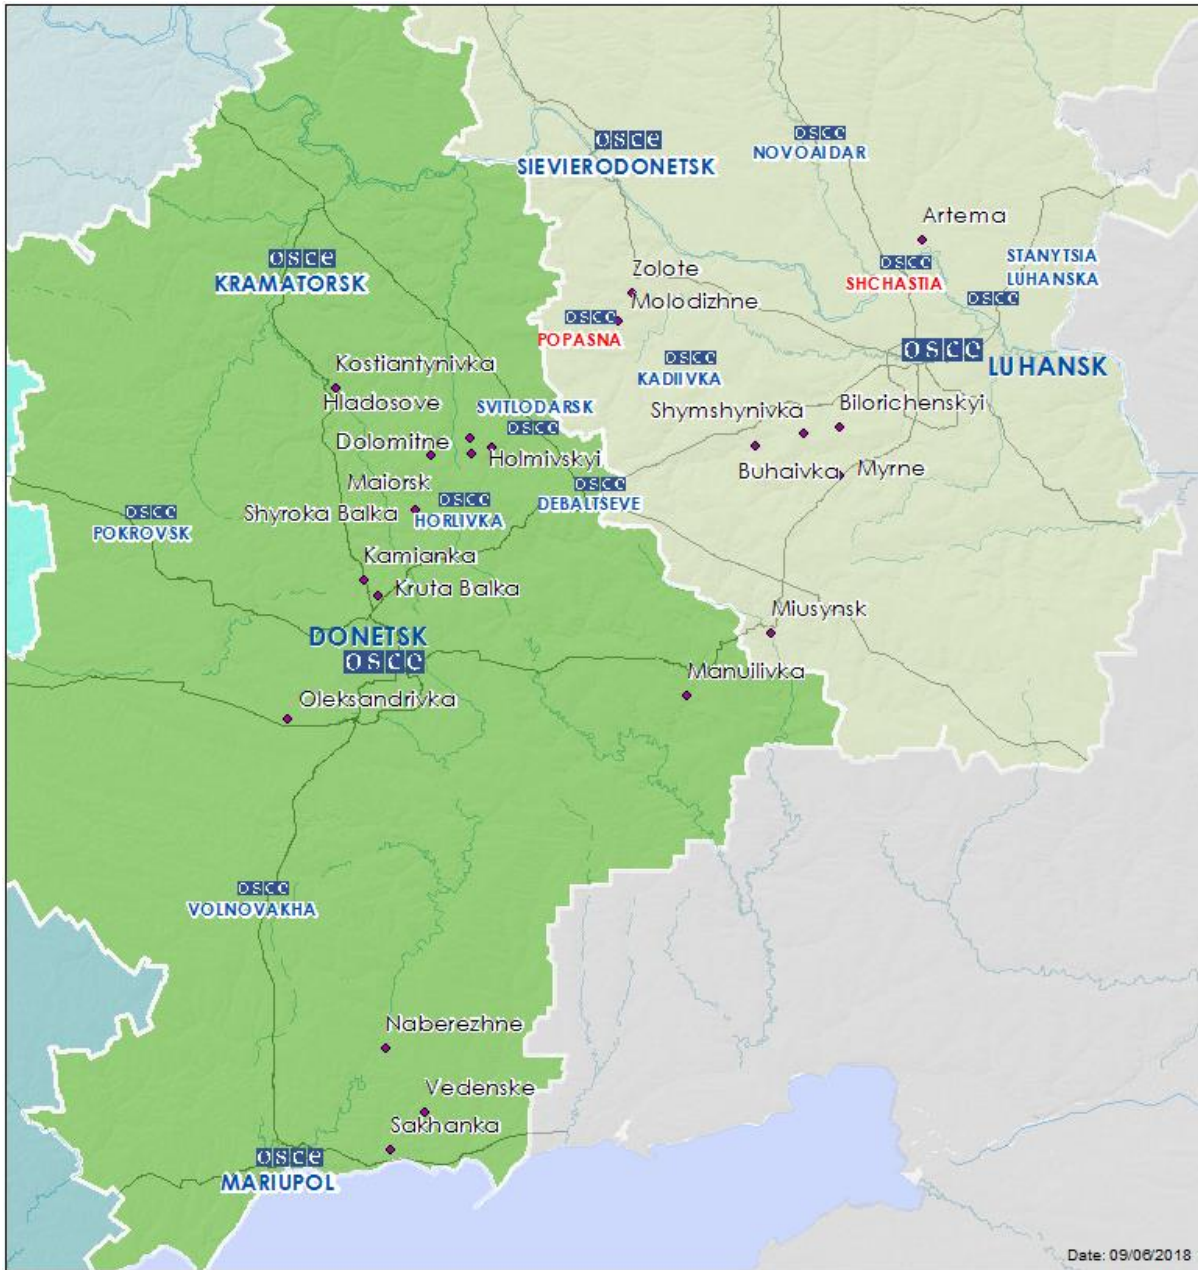 osce
SIEVIERODONETSK
osce
NOVOAIDAR
Artema
osce
KRAMATORSK
Zolote
Molodizhne
osce
SHCHASTIA
STANYTSIA
LUHANSKA
osce
osce
POPASNA
osce
LUHANSK
osce
KADIIVKA
Kostiantynivka
Hladosove
SVITLODARSK
osce
Shymshynivka
Bilorichenskyi
Dolomitne
Holmivskyi
Buhaivka
Myrne
Maiorsk
osce
HORLIVKA
osce
DEBALTSEVE
Shyroka Balka
osce
POKROVSK
Kamianka
Kruta Balka
Miusynsk
DONETSK
osce
Manuilivka
Oleksandrivka
osce
VOLNOVAKHA
Naberezhne
Vedenske
Sakhanka
osce
MARIUPOL
Date: 09/06/2018